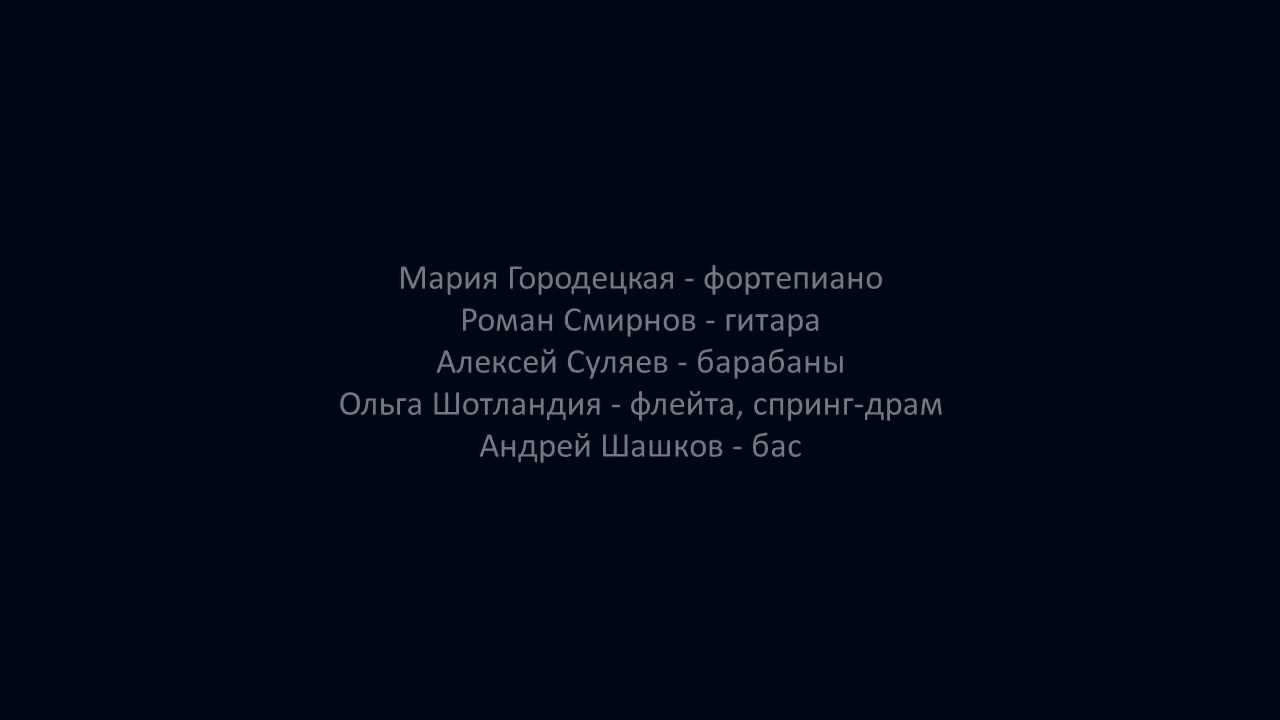 Мария Городецкая - фортепиано
Роман Смирнов - гитара
Алексей Суляев - барабаны
Ольга Шотландия - флейта, спринг-драм
Андрей Шашков - бас